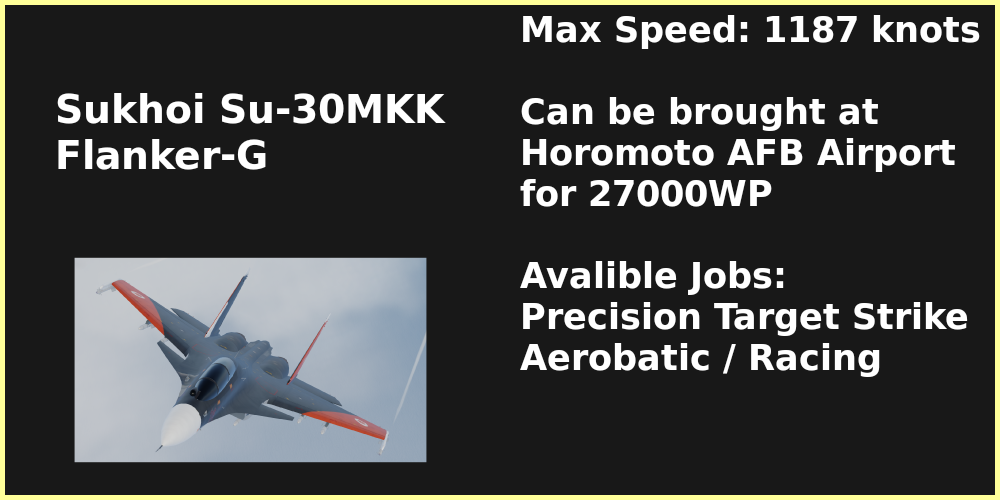 Sukhoi Su-30MKK
Flanker-G
Max Speed: 1187 knots
Can be brought at
Horomoto AFB Airport
for 27000WP
Avalible Jobs:
Precision Target Strike
Aerobatic / Racing